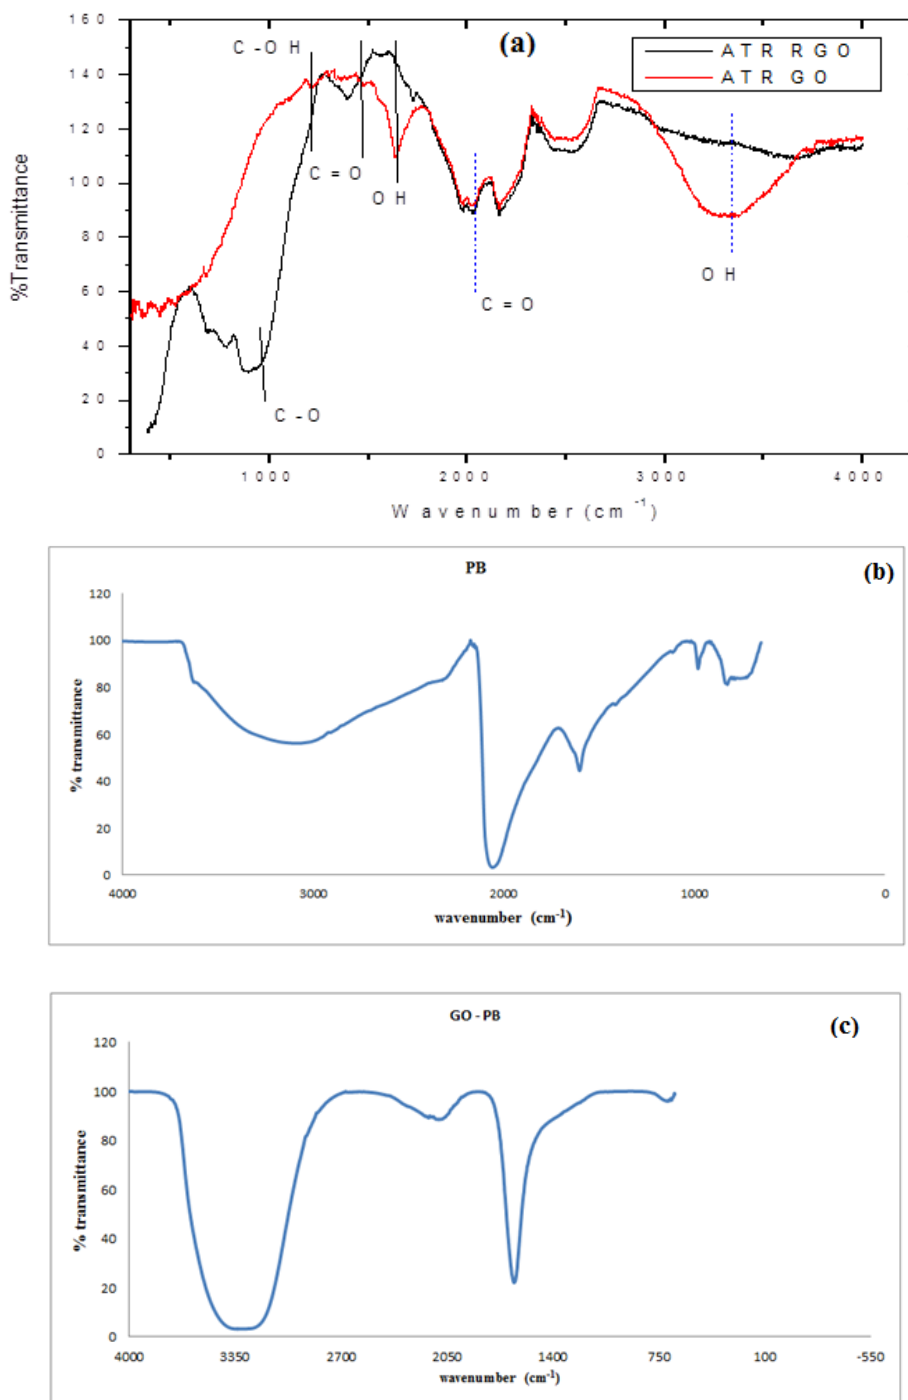 (a)
ATR RGO
ATR GO
C-OH
C=O
OH
C=O
OH
C-O
%Transmittance
160
140
120
100
80
60
40
20
0
1000 2000 3000 4000
Wavenumber (cm-1)
PB (b)
120
100
80
60
40
20
0
% transmittance
4000 3000 2000 1000 0
wavenumber (cm-1)
GO - PB (c)
120
100
80
60
40
20
0
% transmittance
4000 3350 2700 2050 1400 750 100 -550
wavenumber (cm-1)